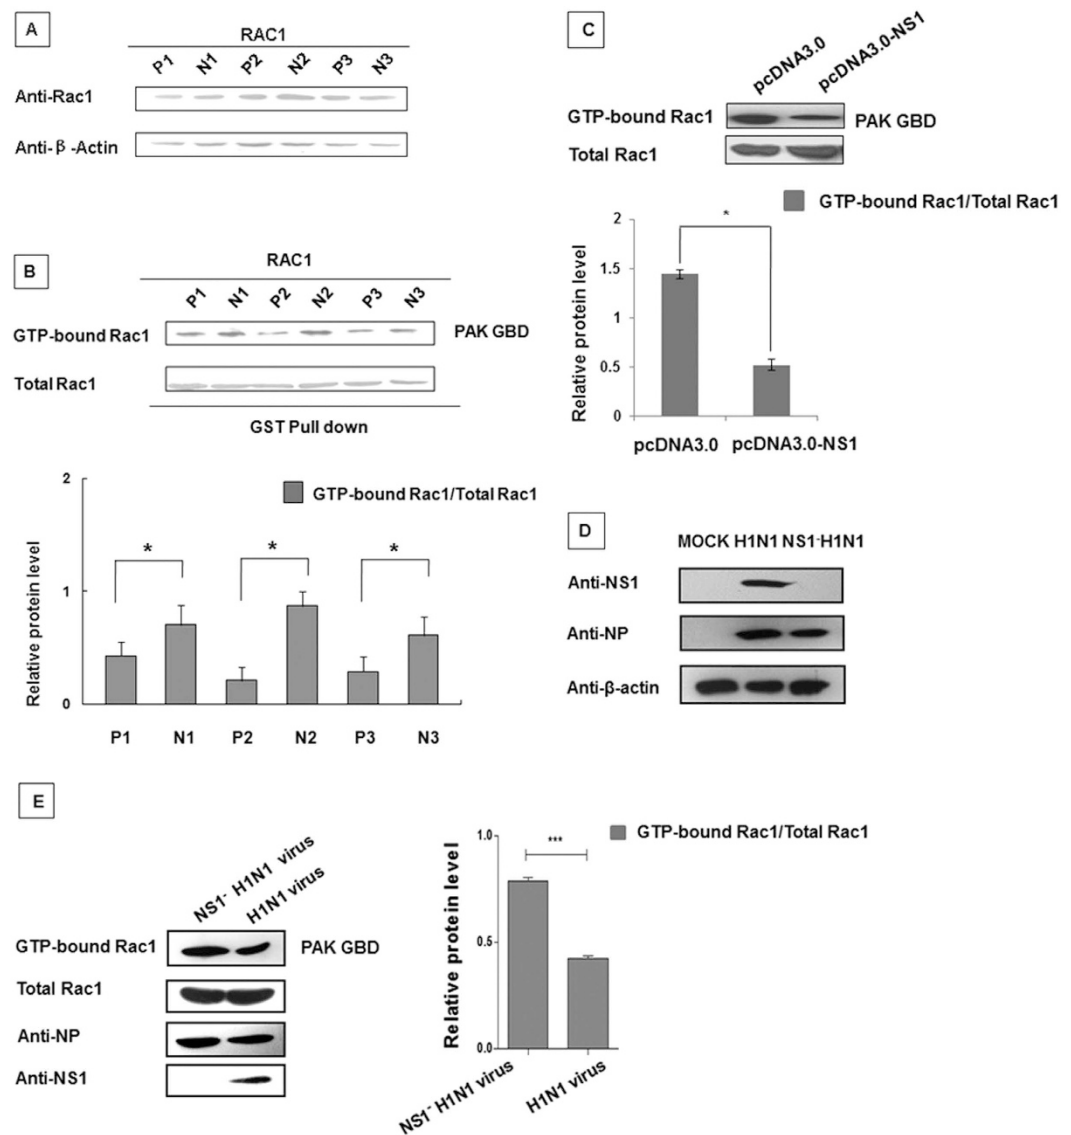 A
RAC1
P1 N1 P2 N2 P3 N3
Anti-Rac1
Anti-β-Actin
B
RAC1
P1 N1 P2 N2 P3 N3
GTP-bound Rac1
PAK GBD
Total Rac1
GST Pull down
GTP-bound Rac1/Total Rac1
Relative protein level
2
1
0
* * *
P1 N1 P2 N2 P3 N3
C
pcDNA3.0 pcDNA3.0-NS1
GTP-bound Rac1
PAK GBD
Total Rac1
GTP-bound Rac1/Total Rac1
Relative protein level
2
1.5
1
0.5
0
*
pcDNA3.0 pcDNA3.0-NS1
D
MOCK H1N1 NS1⁻H1N1
Anti-NS1
Anti-NP
Anti-β-actin
E
NS1⁻ H1N1 virus
H1N1 virus
GTP-bound Rac1
PAK GBD
Total Rac1
Anti-NP
Anti-NS1
GTP-bound Rac1/Total Rac1
Relative protein level
1.0
0.5
0.0
***
NS1⁻ H1N1 virus
H1N1 virus